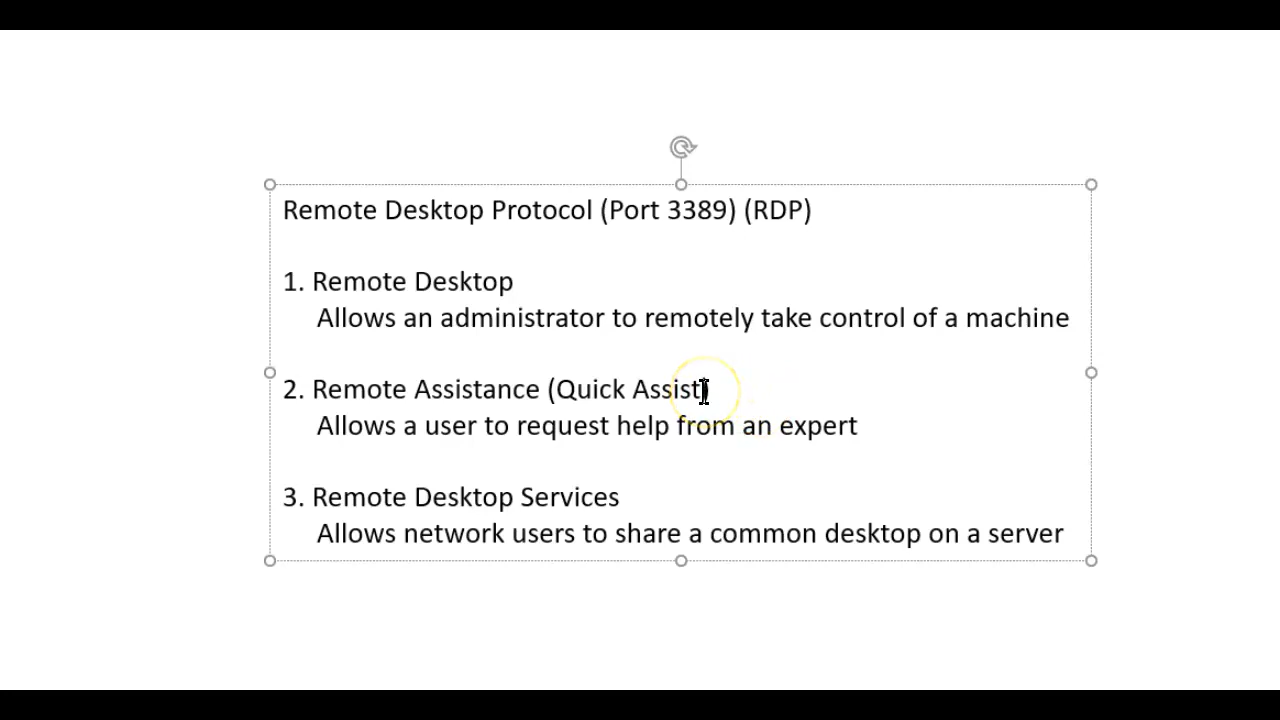 Remote Desktop Protocol (Port 3389) (RDP)
1. Remote Desktop
Allows an administrator to remotely take control of a machine
2. Remote Assistance (Quick Assist)
Allows a user to request help from an expert
3. Remote Desktop Services
Allows network users to share a common desktop on a server